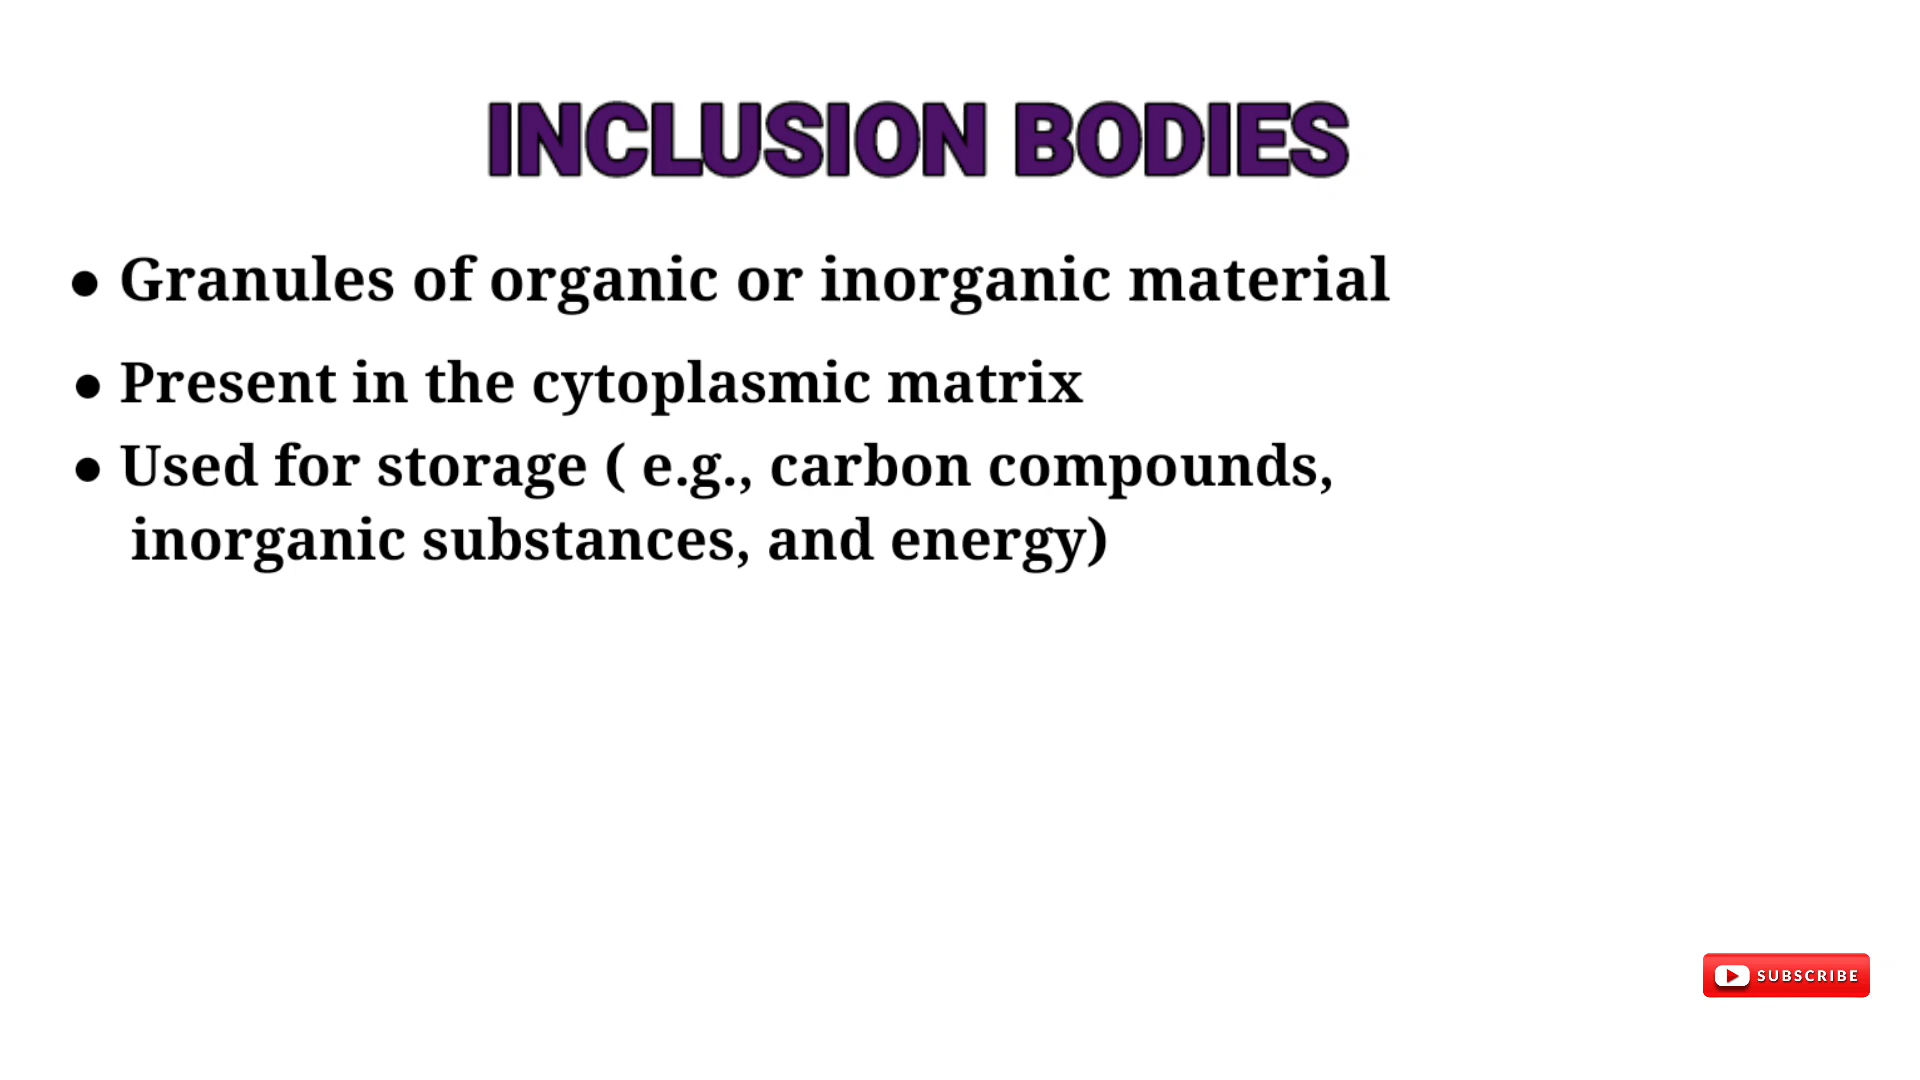 INCLUSION BODIES
● Granules of organic or inorganic material
● Present in the cytoplasmic matrix
● Used for storage ( e.g., carbon compounds,
inorganic substances, and energy)
SUBSCRIBE